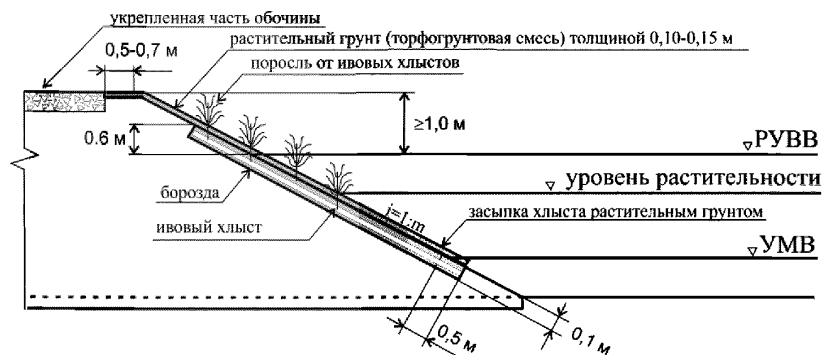 укрепленная часть обочины
растительный грунт (торфогрунтовая смесь) толщиной 0,10-0,15 м
0,5-0,7 м
поросль от ивовых хлыстов
≥1,0 м
0.6 м
РУВВ
уровень растительности
борозда
i=1:m
засыпка хлыста растительным грунтом
ивовый хлыст
УМВ
0,5 м
0,1 м